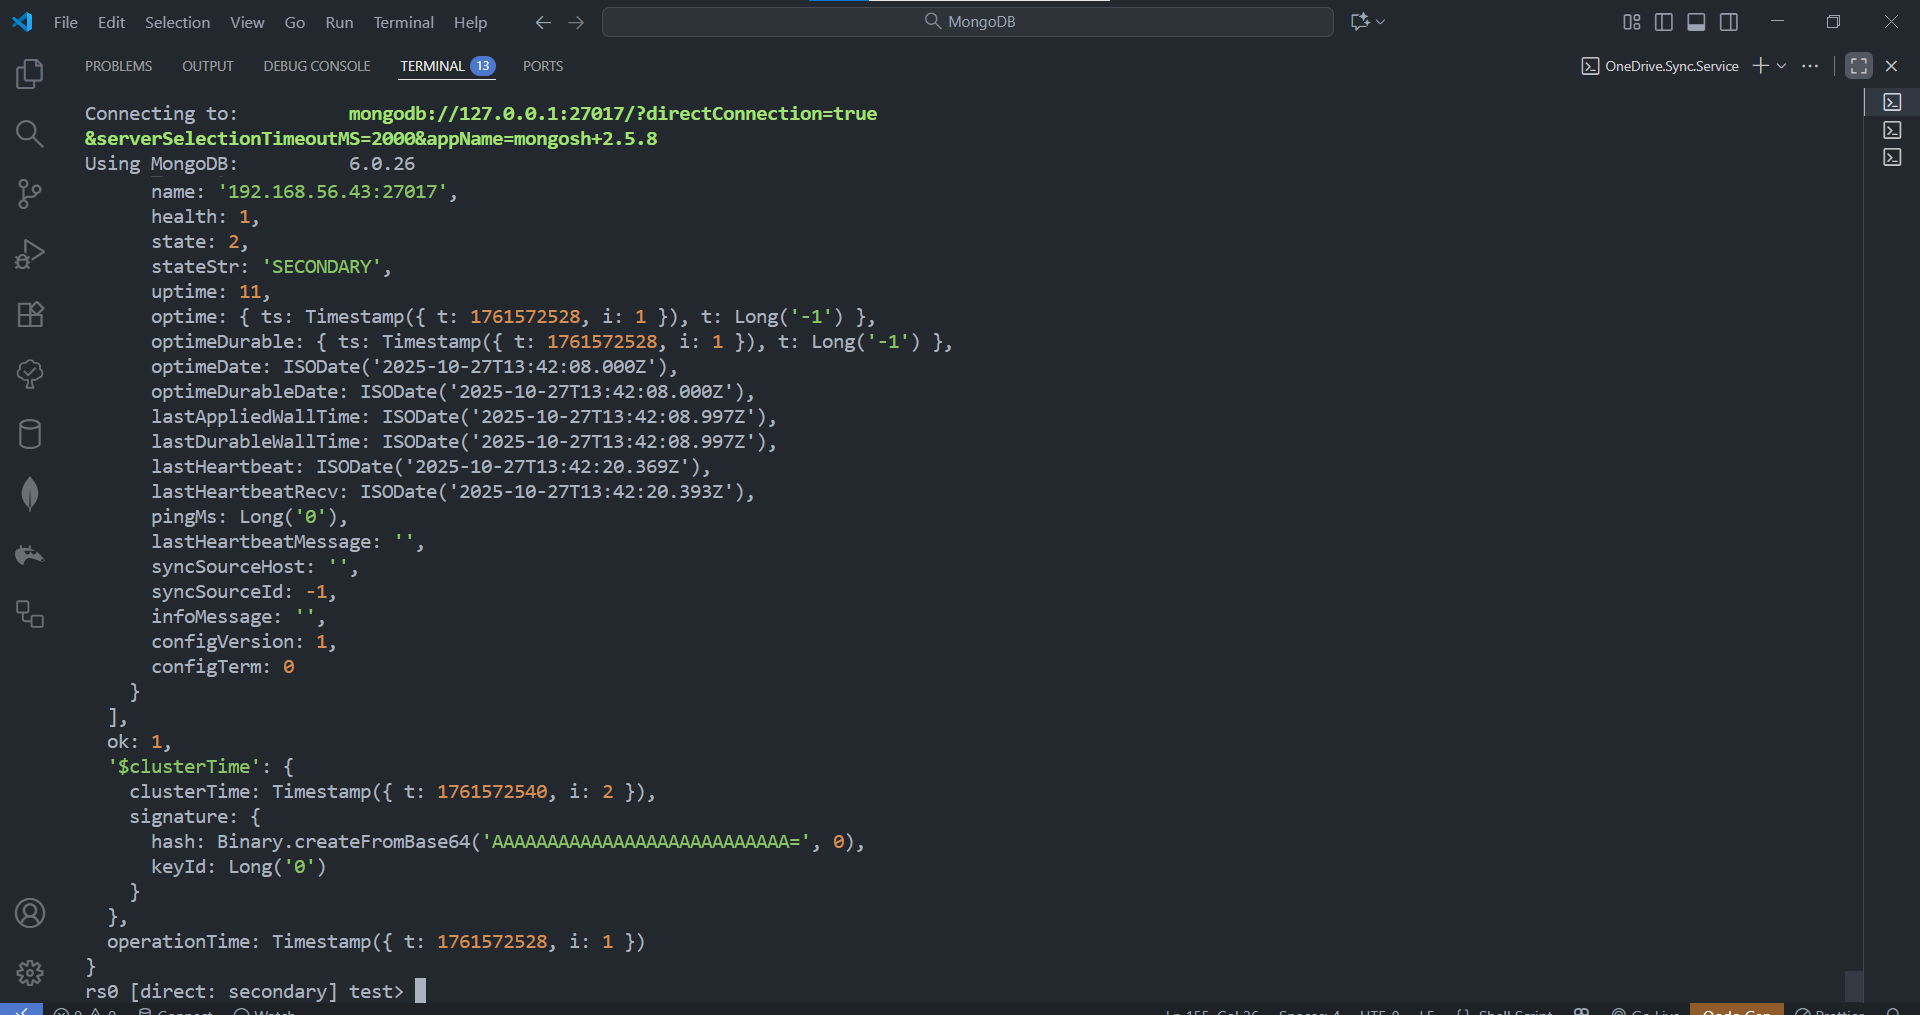 File Edit Selection View Go Run Terminal Help MongoDB
PROBLEMS OUTPUT DEBUG CONSOLE TERMINAL 13 PORTS OneDrive.Sync.Service
Connecting to: mongodb://127.0.0.1:27017/?directConnection=true
&serverSelectionTimeoutMS=2000&appName=mongosh+2.5.8
Using MongoDB: 6.0.26
name: '192.168.56.43:27017',
health: 1,
state: 2,
stateStr: 'SECONDARY',
uptime: 11,
optime: { ts: Timestamp({ t: 1761572528, i: 1 }), t: Long('-1') },
optimeDurable: { ts: Timestamp({ t: 1761572528, i: 1 }), t: Long('-1') },
optimeDate: ISODate('2025-10-27T13:42:08.000Z'),
optimeDurableDate: ISODate('2025-10-27T13:42:08.000Z'),
lastAppliedWallTime: ISODate('2025-10-27T13:42:08.997Z'),
lastDurableWallTime: ISODate('2025-10-27T13:42:08.997Z'),
lastHeartbeat: ISODate('2025-10-27T13:42:20.369Z'),
lastHeartbeatRecv: ISODate('2025-10-27T13:42:20.393Z'),
pingMs: Long('0'),
lastHeartbeatMessage: '',
syncSourceHost: '',
syncSourceId: -1,
infoMessage: '',
configVersion: 1,
configTerm: 0
}
],
ok: 1,
'$clusterTime': {
clusterTime: Timestamp({ t: 1761572540, i: 2 }),
signature: {
hash: Binary.createFromBase64('AAAAAAAAAAAAAAAAAAAAAAAAAAA=', 0),
keyId: Long('0')
}
},
operationTime: Timestamp({ t: 1761572528, i: 1 })
}
rs0 [direct: secondary] test>